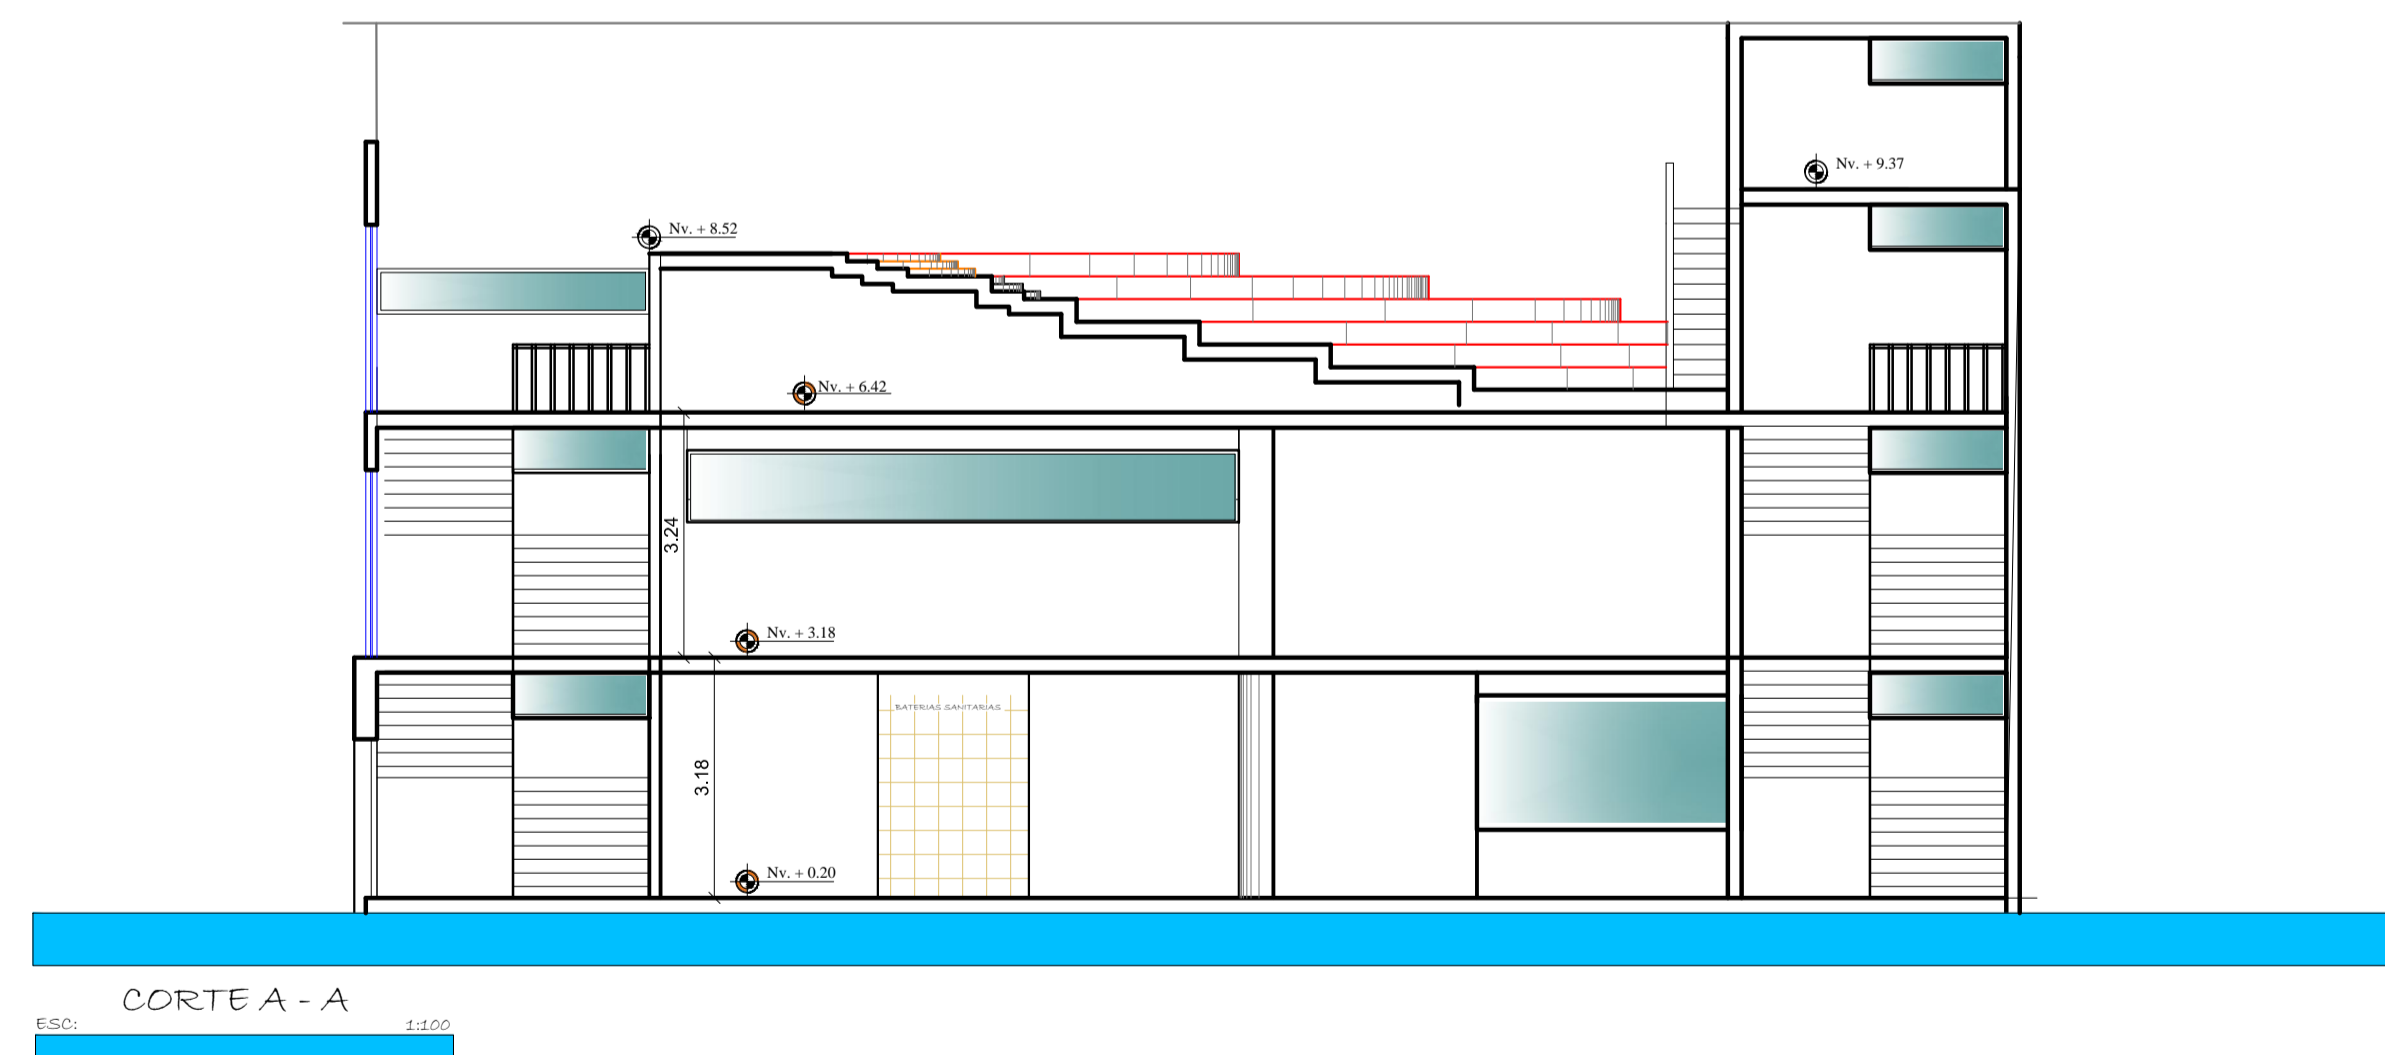 Nv. + 9.37
Nv. + 8.52
Nv. + 6.42
3.24
Nv. + 3.18
BATERIAS SANITARIAS
3.18
Nv. + 0.20
CORTE A - A
ESC: 1:100